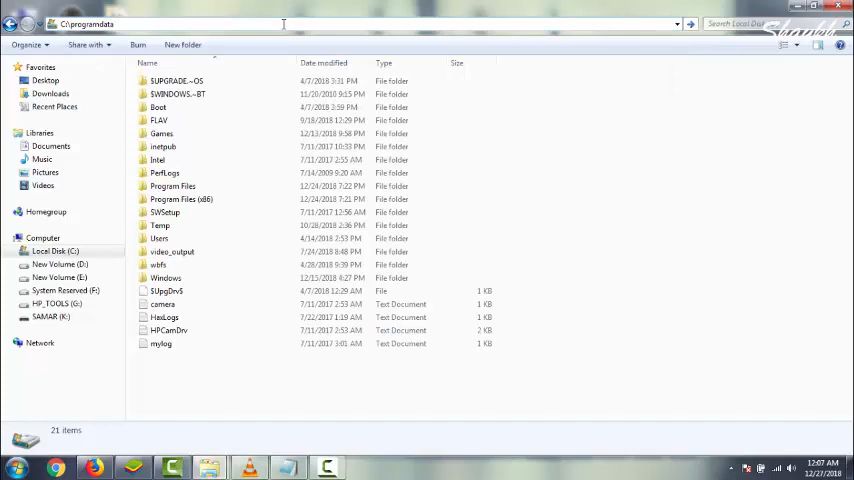 C:\programdata
Search Local Disk
Shaukh
Organize
Share with
Burn
New folder
Name
Date modified
Type
Size
Favorites
Desktop
Downloads
Recent Places
Libraries
Documents
Music
Pictures
Videos
Homegroup
Computer
Local Disk (C:)
New Volume (D:)
New Volume (E:)
System Reserved (F:)
HP_TOOLS (G:)
SAMAR (K:)
Network
$UPGRADE.~OS 4/7/2018 3:31 PM File folder
$WINDOWS.~BT 11/20/2010 9:15 PM File folder
Boot 4/7/2018 3:59 PM File folder
FLAV 9/18/2018 12:29 PM File folder
Games 12/13/2018 9:58 PM File folder
inetpub 7/11/2017 10:33 PM File folder
Intel 7/11/2017 2:55 AM File folder
PerfLogs 7/14/2009 9:20 AM File folder
Program Files 12/24/2018 7:22 PM File folder
Program Files (x86) 12/24/2018 7:21 PM File folder
SWSetup 7/11/2017 12:56 AM File folder
Temp 10/28/2018 2:36 PM File folder
Users 4/14/2018 2:53 PM File folder
video_output 7/24/2018 8:48 PM File folder
wbfs 4/28/2018 9:39 PM File folder
Windows 12/15/2018 4:27 PM File folder
$UpgDrv$ 4/7/2018 12:29 AM File 1 KB
camera 7/11/2017 2:53 AM Text Document 1 KB
HaxLogs 7/22/2017 1:19 AM Text Document 1 KB
HPCamDrv 7/11/2017 2:53 AM Text Document 2 KB
mylog 7/11/2017 3:01 AM Text Document 1 KB
21 items
12:07 AM
12/27/2018